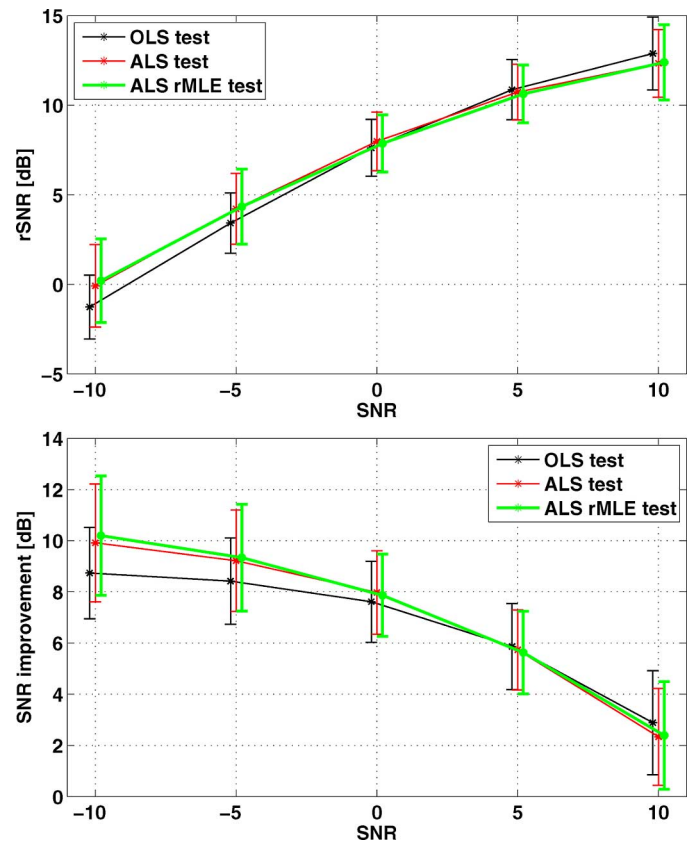 15
10
5
0
−5
rSNR [dB]
OLS test
ALS test
ALS rMLE test
−10
−5
0
5
10
SNR
14
12
10
8
6
4
2
0
SNR improvement [dB]
OLS test
ALS test
ALS rMLE test
−10
−5
0
5
10
SNR